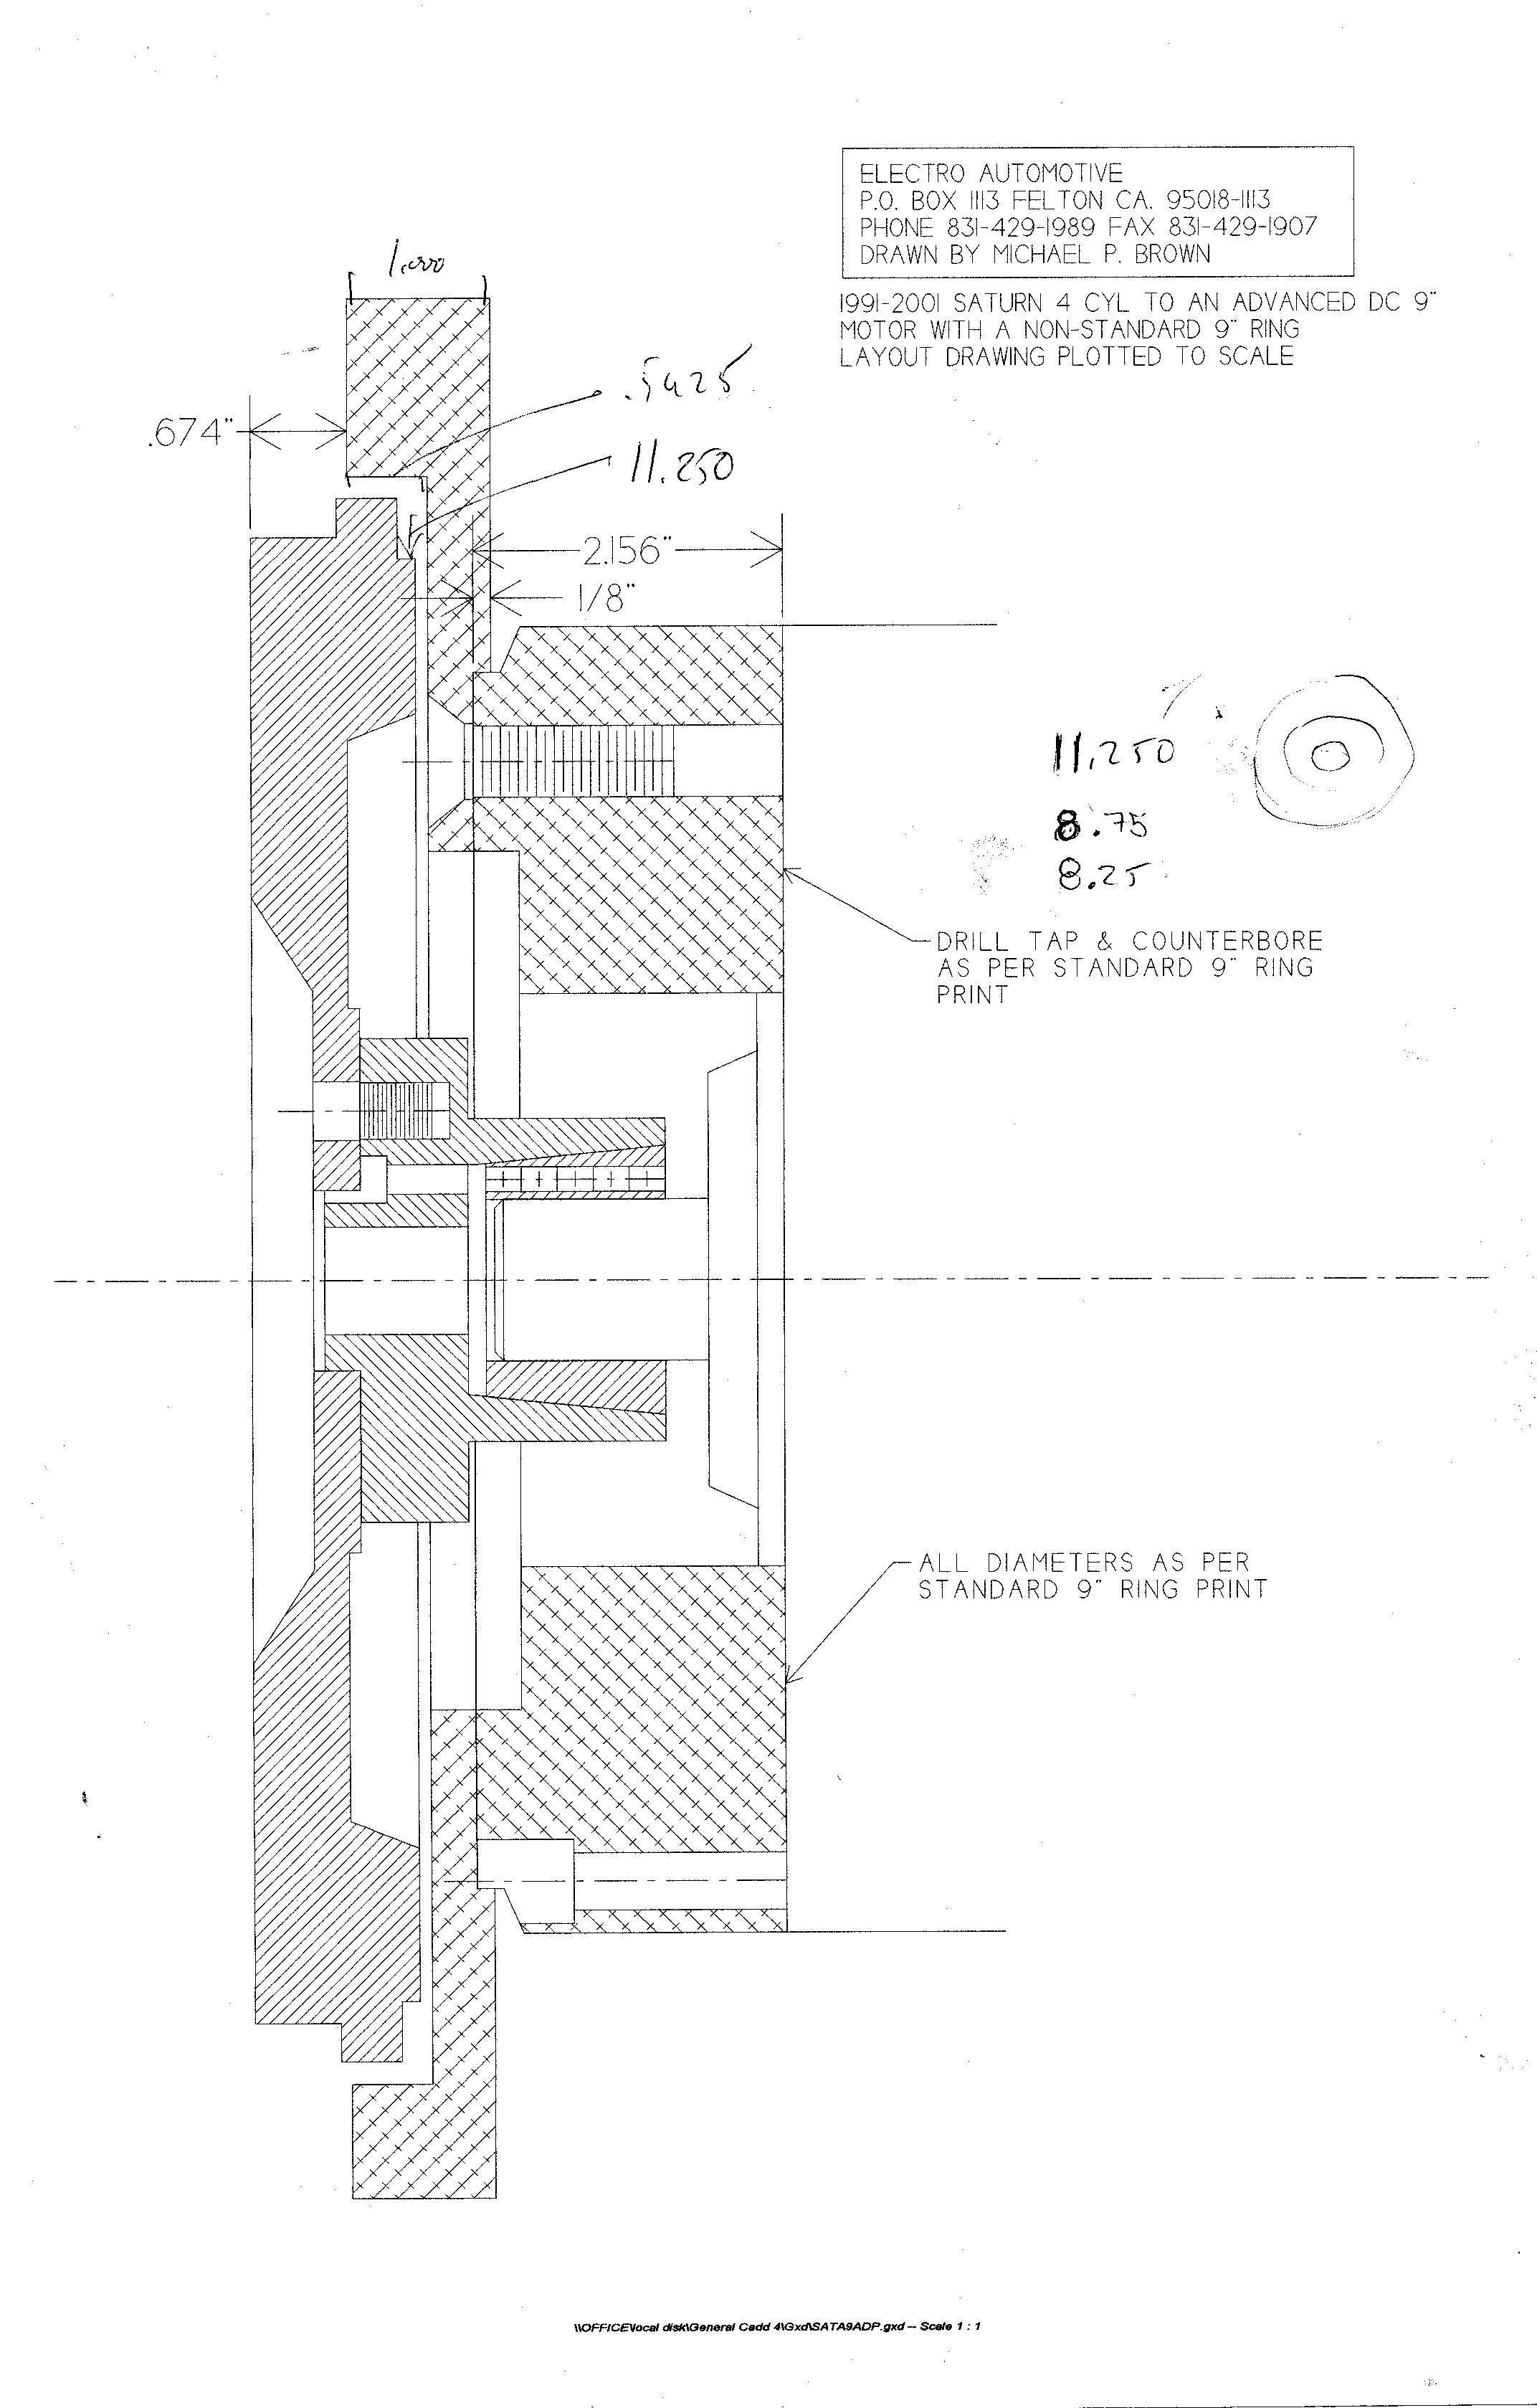 ELECTRO AUTOMOTIVE
P.O. BOX 1113 FELTON CA. 95018-1113
PHONE 831-429-1989 FAX 831-429-1907
DRAWN BY MICHAEL P. BROWN
1991-2001 SATURN 4 CYL TO AN ADVANCED DC 9"
MOTOR WITH A NON-STANDARD 9" RING
LAYOUT DRAWING PLOTTED TO SCALE
1.000
.5425
.674"
11.250
2.156"
1/8"
11.250
8.75
8.25
DRILL TAP & COUNTERBORE
AS PER STANDARD 9" RING
PRINT
ALL DIAMETERS AS PER
STANDARD 9" RING PRINT
\\OFFICE\local disk\General Cadd 4\Gxd\SATA9ADP.gxd -- Scale 1 : 1